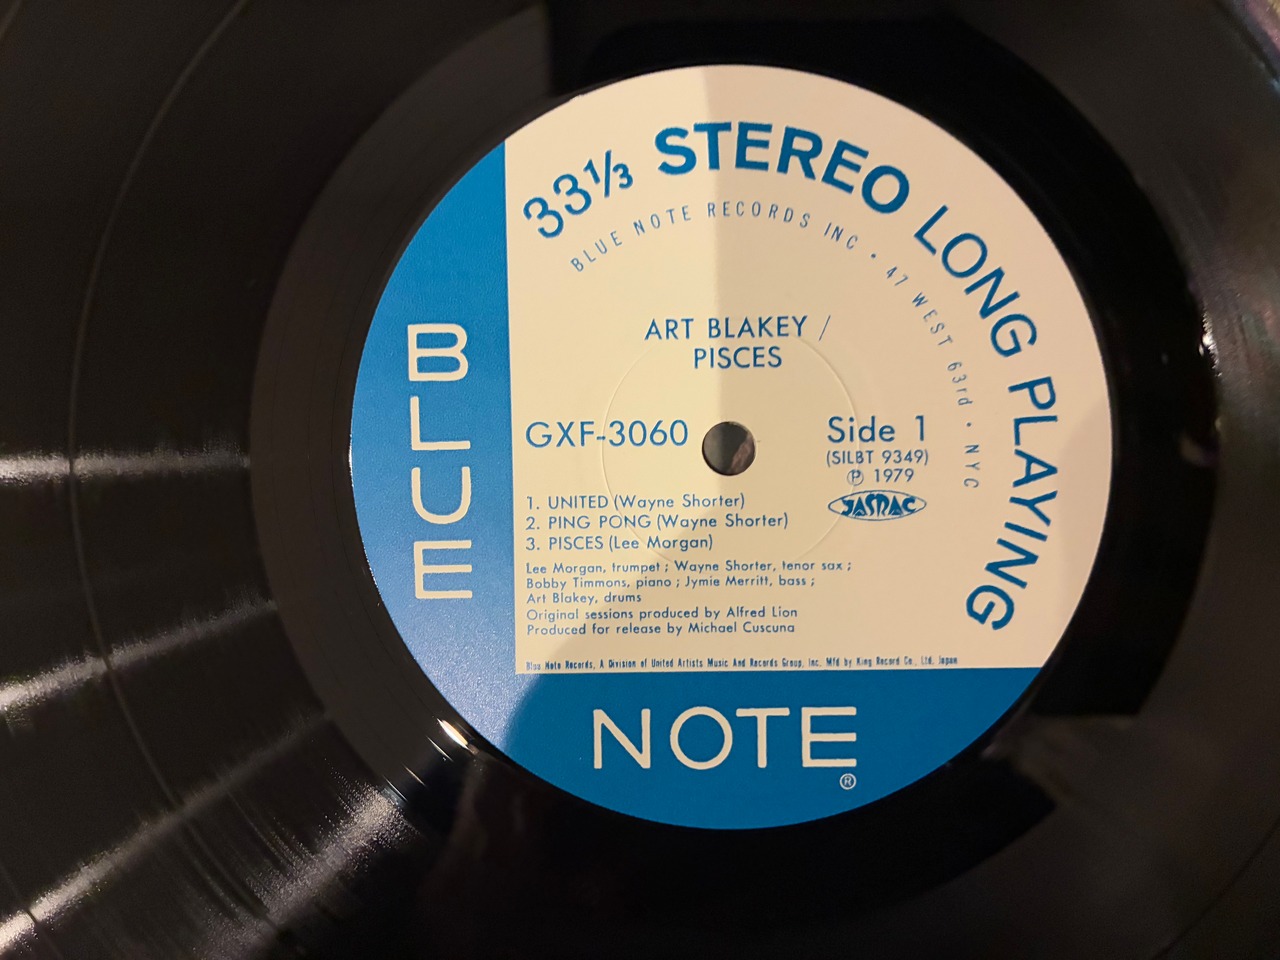 33⅓ STEREO LONG PLAYING
BLUE NOTE RECORDS INC • 47 WEST 63rd • NYC
ART BLAKEY /
PISCES
GXF-3060
Side 1
(SILBT 9349)
℗ 1979
JASRAC
1. UNITED (Wayne Shorter)
2. PING PONG (Wayne Shorter)
3. PISCES (Lee Morgan)
Lee Morgan, trumpet ; Wayne Shorter, tenor sax ;
Bobby Timmons, piano ; Jymie Merritt, bass ;
Art Blakey, drums
Original sessions produced by Alfred Lion
Produced for release by Michael Cuscuna
Blue Note Records, A Division of United Artists Music And Records Group, Inc. Mfd by King Record Co., Ltd. Japan
BLUE
NOTE
®